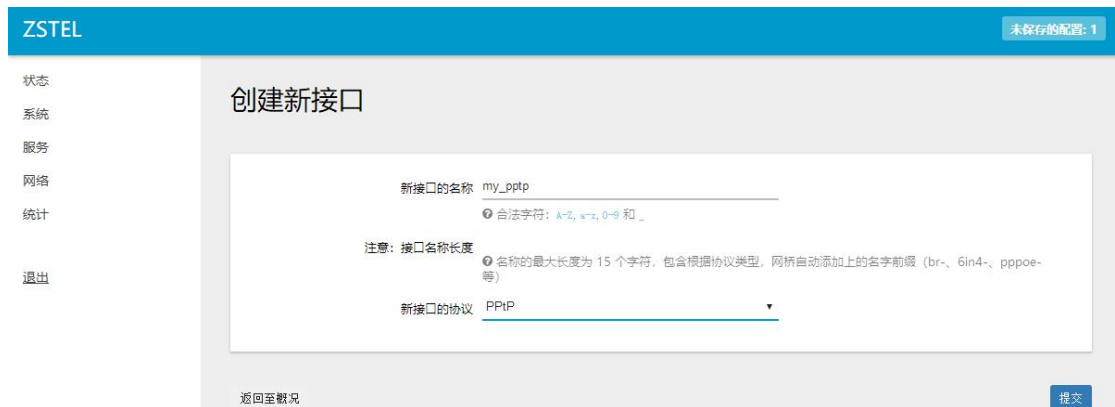 ZSTEL
未保存的配置: 1
状态
系统
服务
网络
统计
退出
创建新接口
新接口的名称 my_pptp
合法字符: A-Z, a-z, 0-9 和 _
注意: 接口名称长度
名称的最大长度为 15 个字符, 包含根据协议类型, 网桥自动添加上的名字前缀 (br-、6in4-、pppoe-
等)
新接口的协议 PPtP
返回至概况
提交